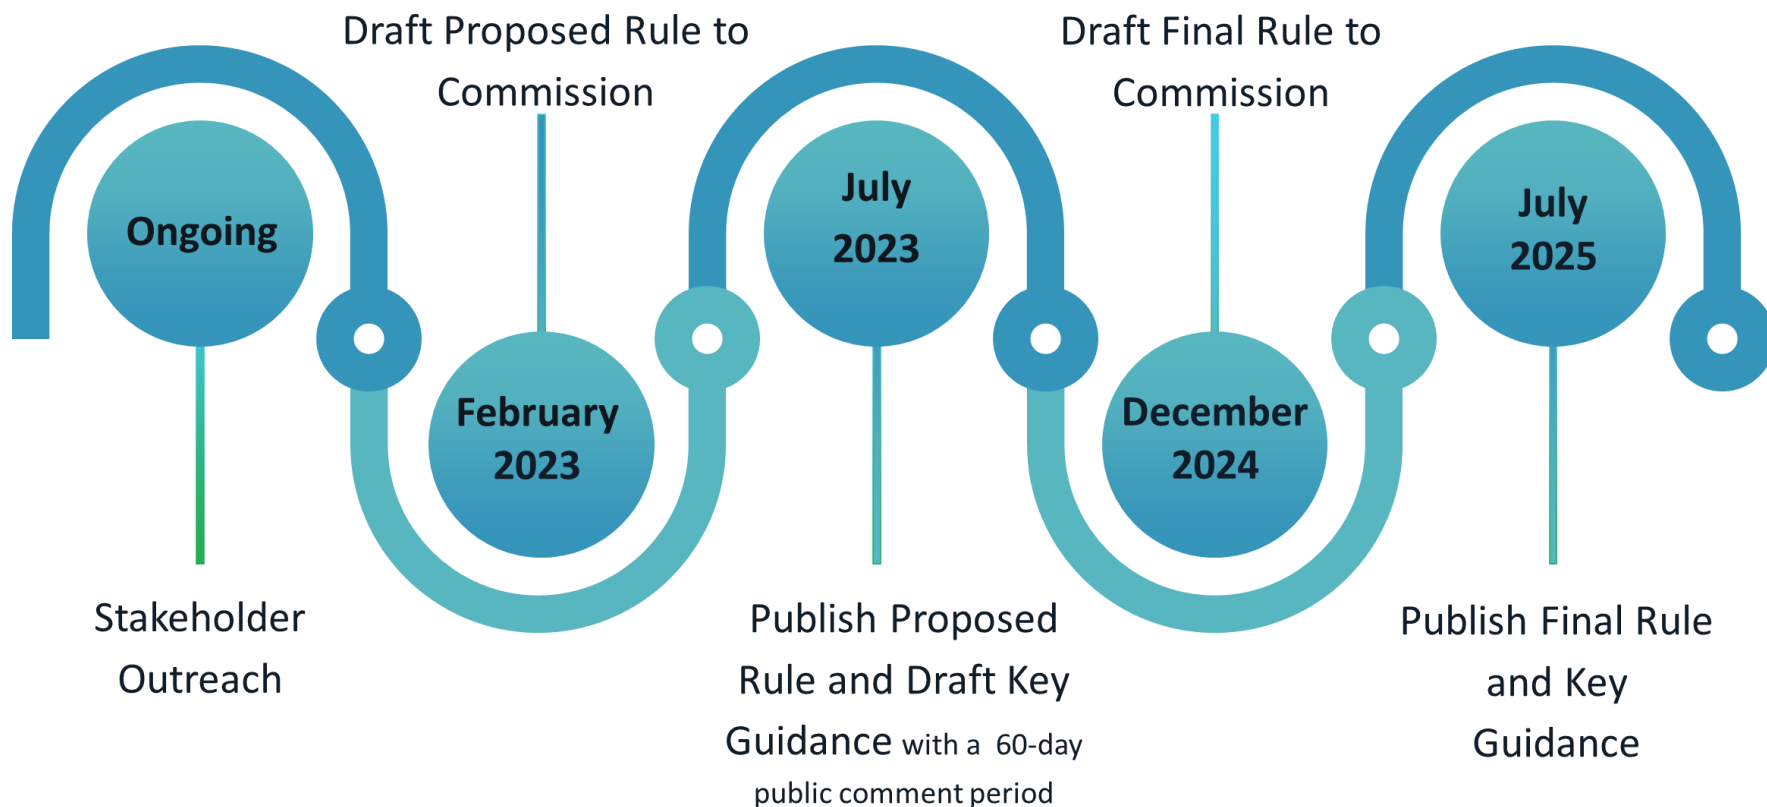 Ongoing
Stakeholder
Outreach
Draft Proposed Rule to
Commission
February
2023
July
2023
Publish Proposed
Rule and Draft Key
Guidance with a 60-day
public comment period
Draft Final Rule to
Commission
December
2024
July
2025
Publish Final Rule
and Key
Guidance